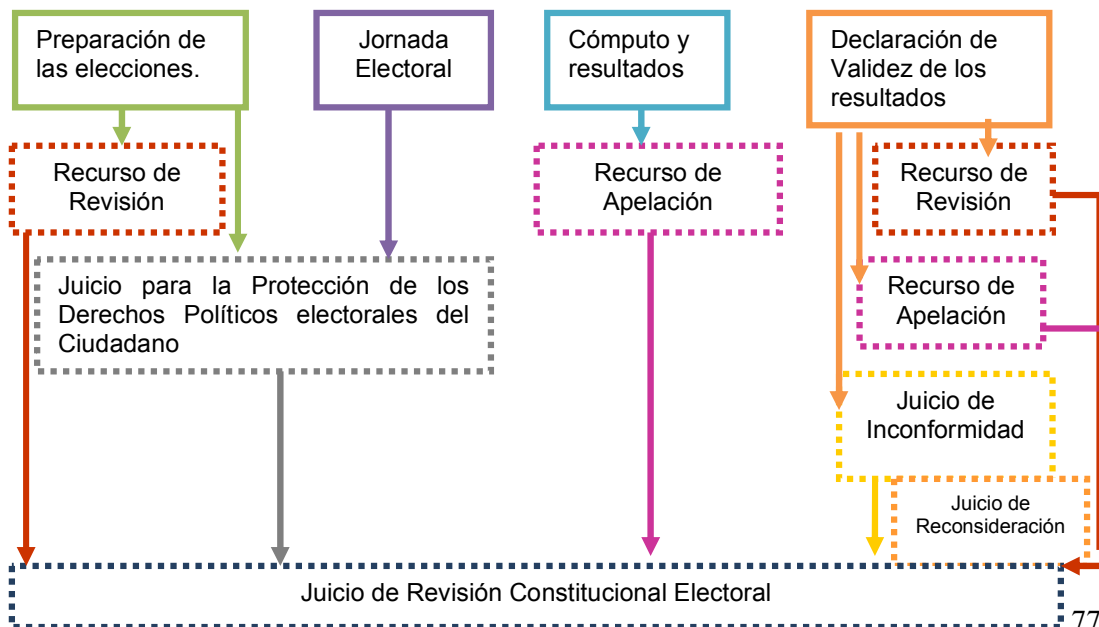 Preparación de
las elecciones.
Jornada
Electoral
Cómputo y
resultados
Declaración de
Validez de los
resultados
Recurso de
Revisión
Recurso de
Apelación
Recurso de
Revisión
Juicio para la Protección de los
Derechos Políticos electorales del
Ciudadano
Recurso de
Apelación
Juicio de
Inconformidad
Juicio de
Reconsideración
Juicio de Revisión Constitucional Electoral
77